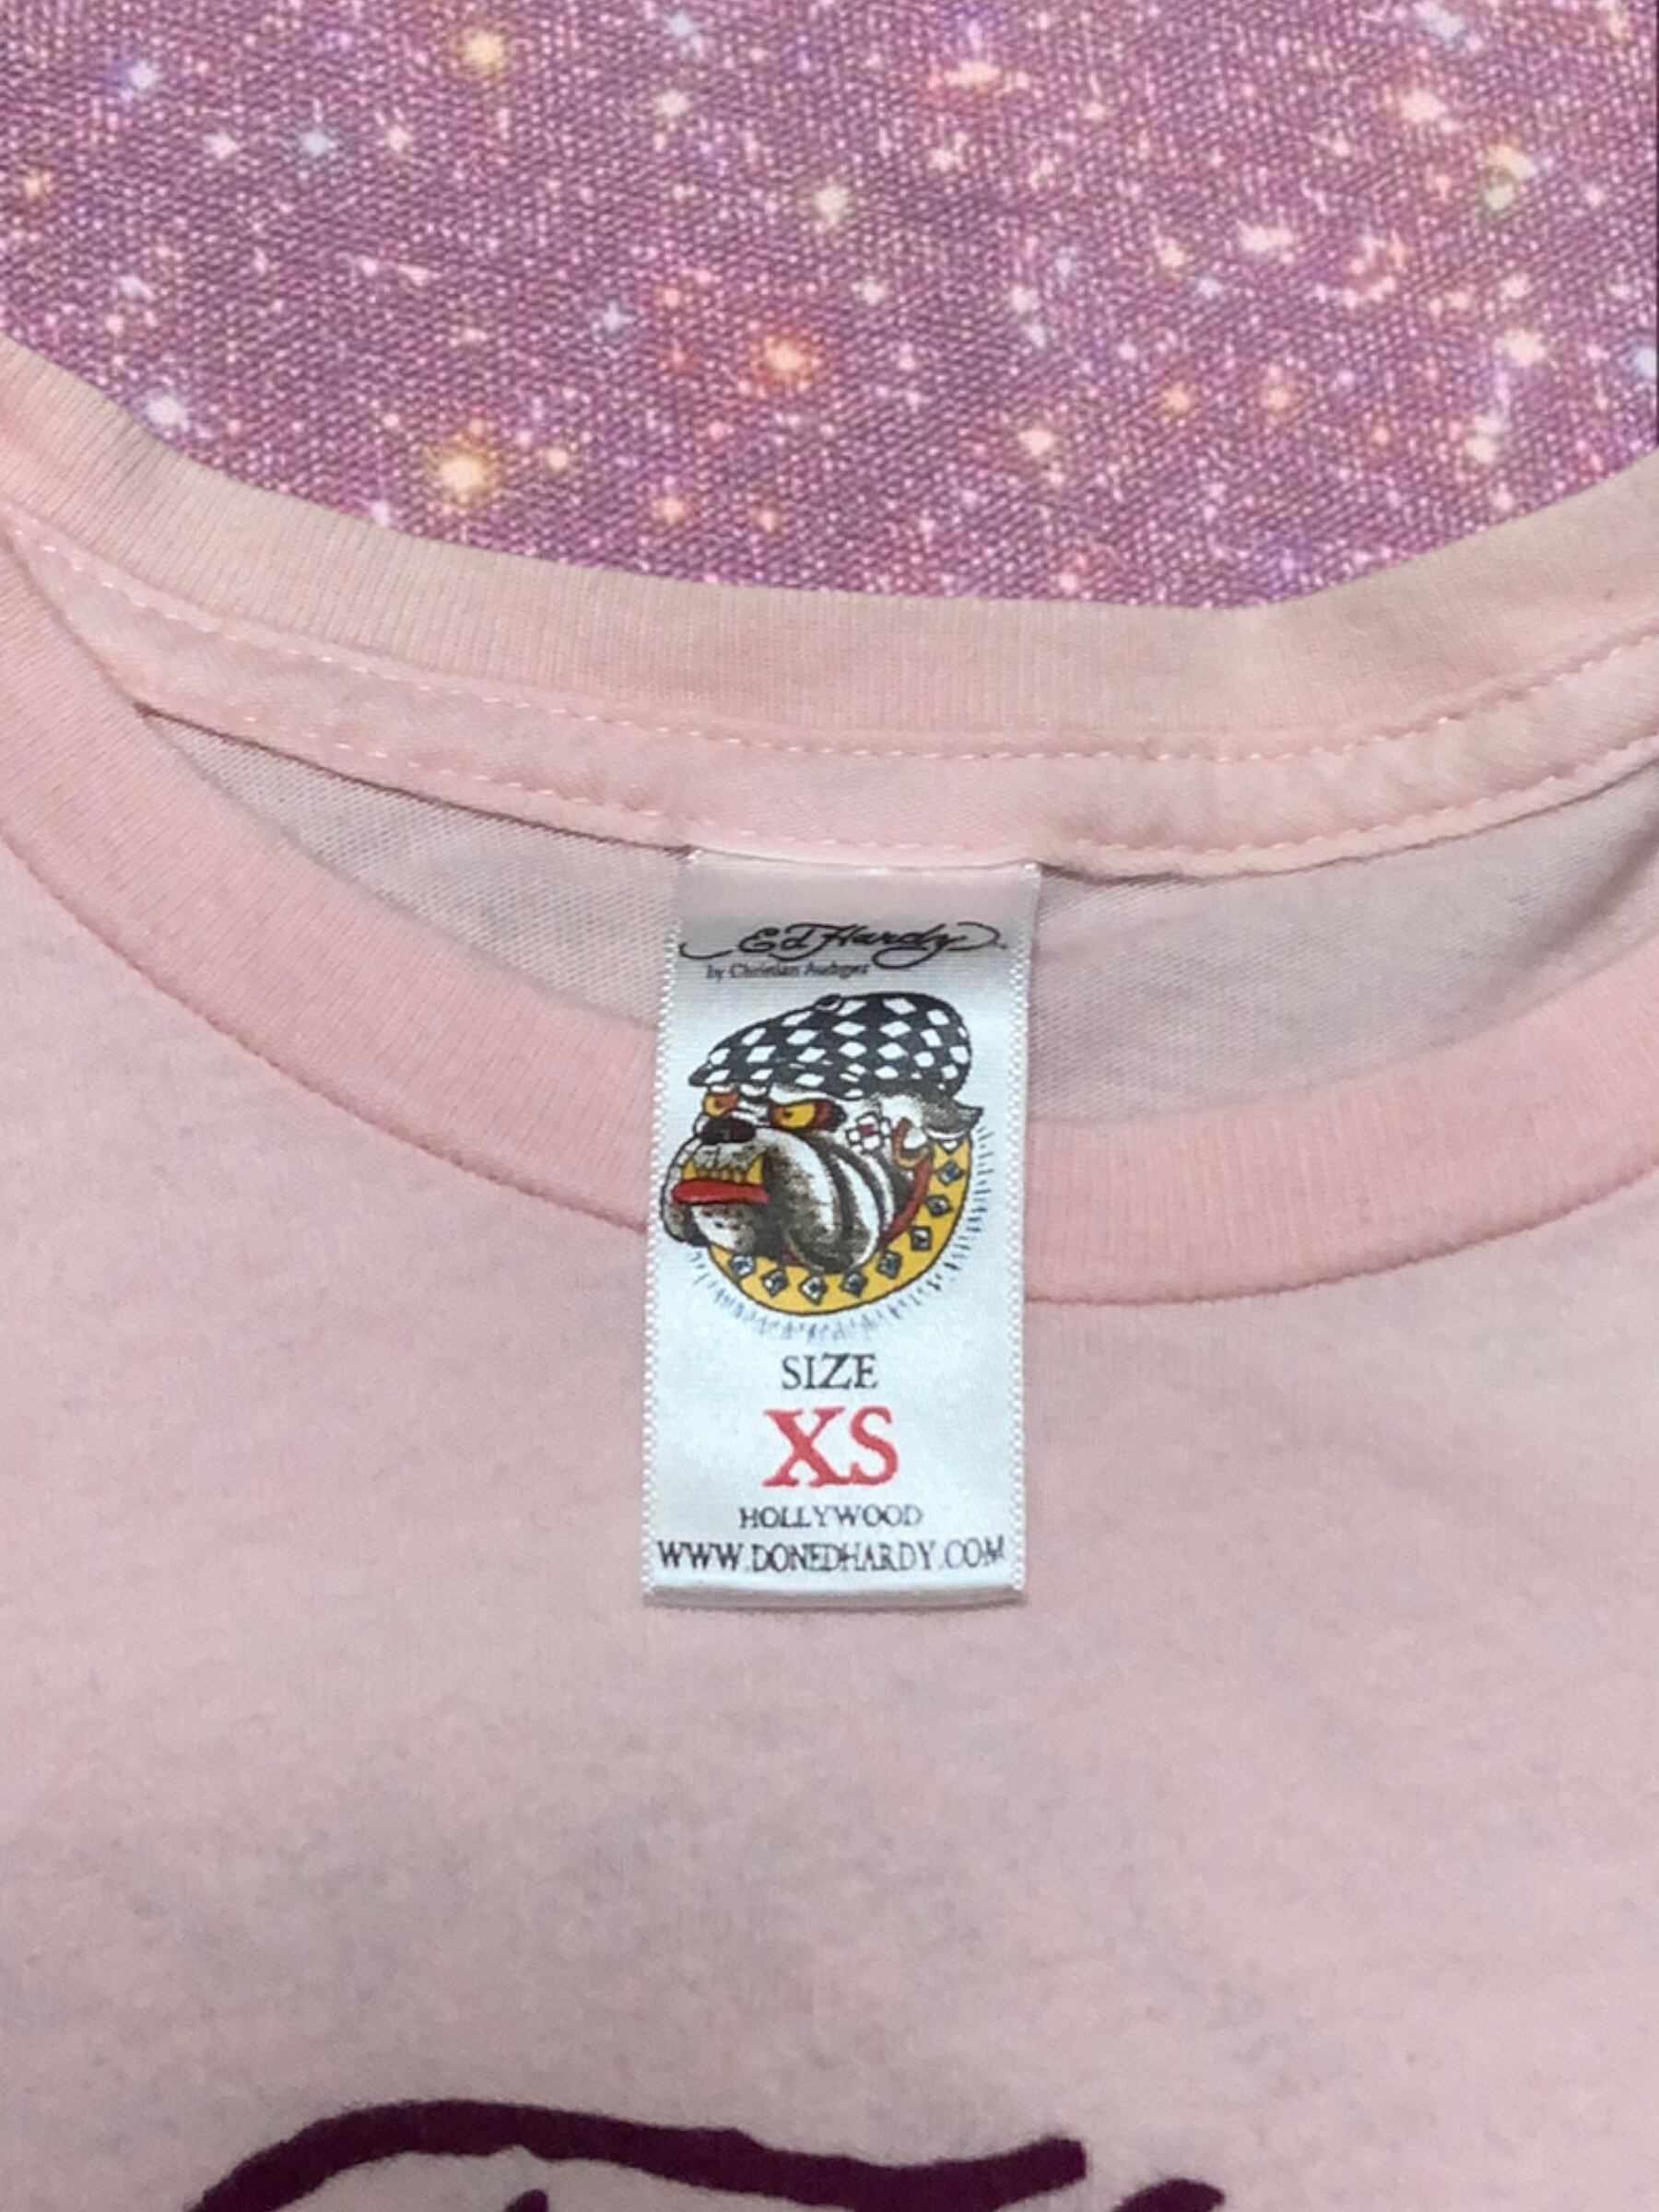 Ed Hardy
by Christian Audigier
SIZE
XS
HOLLYWOOD
WWW.DONEDHARDY.COM